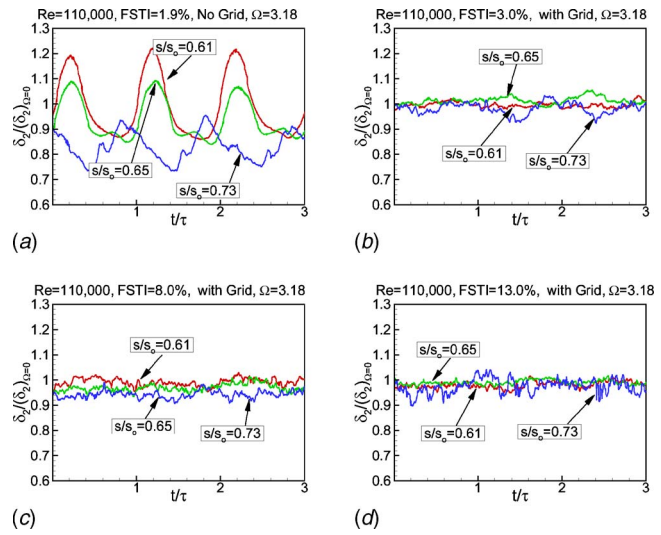 Re=110,000, FSTI=1.9%, No Grid, Ω=3.18
δ2/(δ2)Ω=0
1.3
1.2
1.1
1
0.9
0.8
0.7
0.6
s/so=0.61
s/so=0.65
s/so=0.73
1
2
3
t/τ
(a)
Re=110,000, FSTI=3.0%, with Grid, Ω=3.18
δ2/(δ2)Ω=0
1.3
1.2
1.1
1
0.9
0.8
0.7
0.6
s/so=0.65
s/so=0.61
s/so=0.73
1
2
3
t/τ
(b)
Re=110,000, FSTI=8.0%, with Grid, Ω=3.18
δ2/(δ2)Ω=0
1.3
1.2
1.1
1
0.9
0.8
0.7
0.6
s/so=0.61
s/so=0.65
s/so=0.73
1
2
3
t/τ
(c)
Re=110,000, FSTI=13.0%, with Grid, Ω=3.18
δ2/(δ2)Ω=0
1.3
1.2
1.1
1
0.9
0.8
0.7
0.6
s/so=0.65
s/so=0.61
s/so=0.73
1
2
3
t/τ
(d)